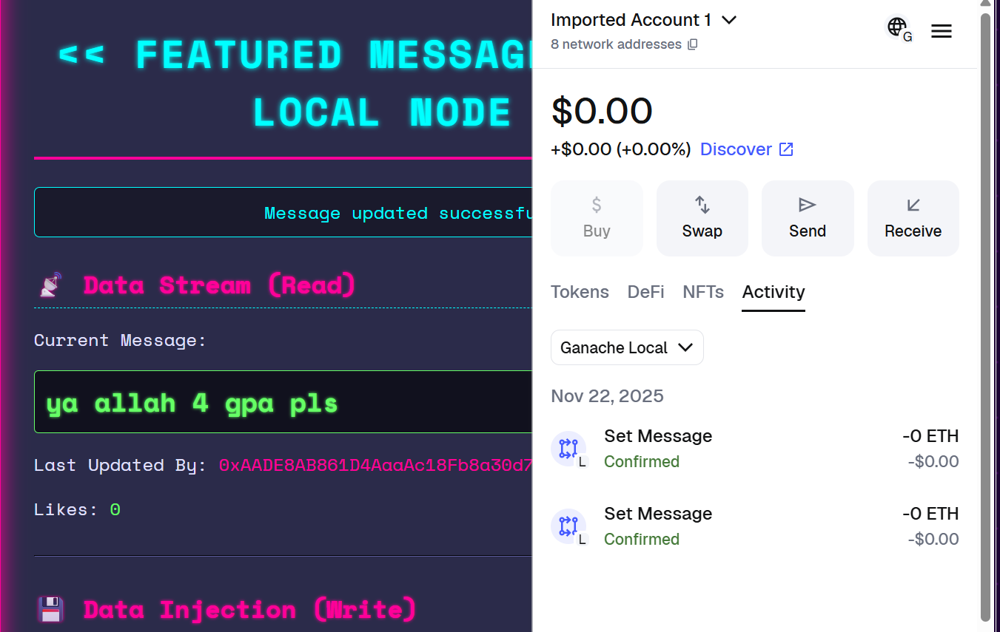 << FEATURED MESSAG
LOCAL NODE
Message updated successfu
Data Stream (Read)
Current Message:
ya allah 4 gpa pls
Last Updated By: 0xAADE8AB861D4AaaAc18Fb8a30d7
Likes: 0
Data Injection (Write)
Imported Account 1
8 network addresses
G
$0.00
+$0.00 (+0.00%) Discover
$
Buy
Swap
Send
Receive
Tokens DeFi NFTs Activity
Ganache Local
Nov 22, 2025
Set Message -0 ETH
L Confirmed -$0.00
Set Message -0 ETH
L Confirmed -$0.00